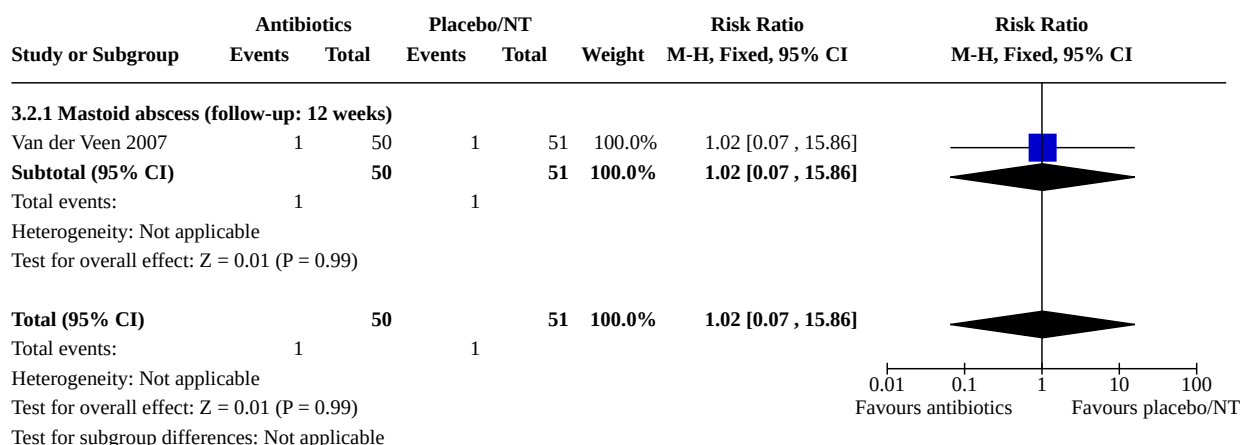 Antibiotics Placebo/NT Risk Ratio Risk Ratio
Study or Subgroup Events Total Events Total Weight M-H, Fixed, 95% CI M-H, Fixed, 95% CI
3.2.1 Mastoid abscess (follow-up: 12 weeks)
Van der Veen 2007 1 50 1 51 100.0% 1.02 [0.07 , 15.86]
Subtotal (95% CI) 50 51 100.0% 1.02 [0.07 , 15.86]
Total events: 1 1
Heterogeneity: Not applicable
Test for overall effect: Z = 0.01 (P = 0.99)
Total (95% CI) 50 51 100.0% 1.02 [0.07 , 15.86]
Total events: 1 1
Heterogeneity: Not applicable
0.01 0.1 1 10 100
Test for overall effect: Z = 0.01 (P = 0.99) Favours antibiotics Favours placebo/NT
Test for subgroup differences: Not applicable